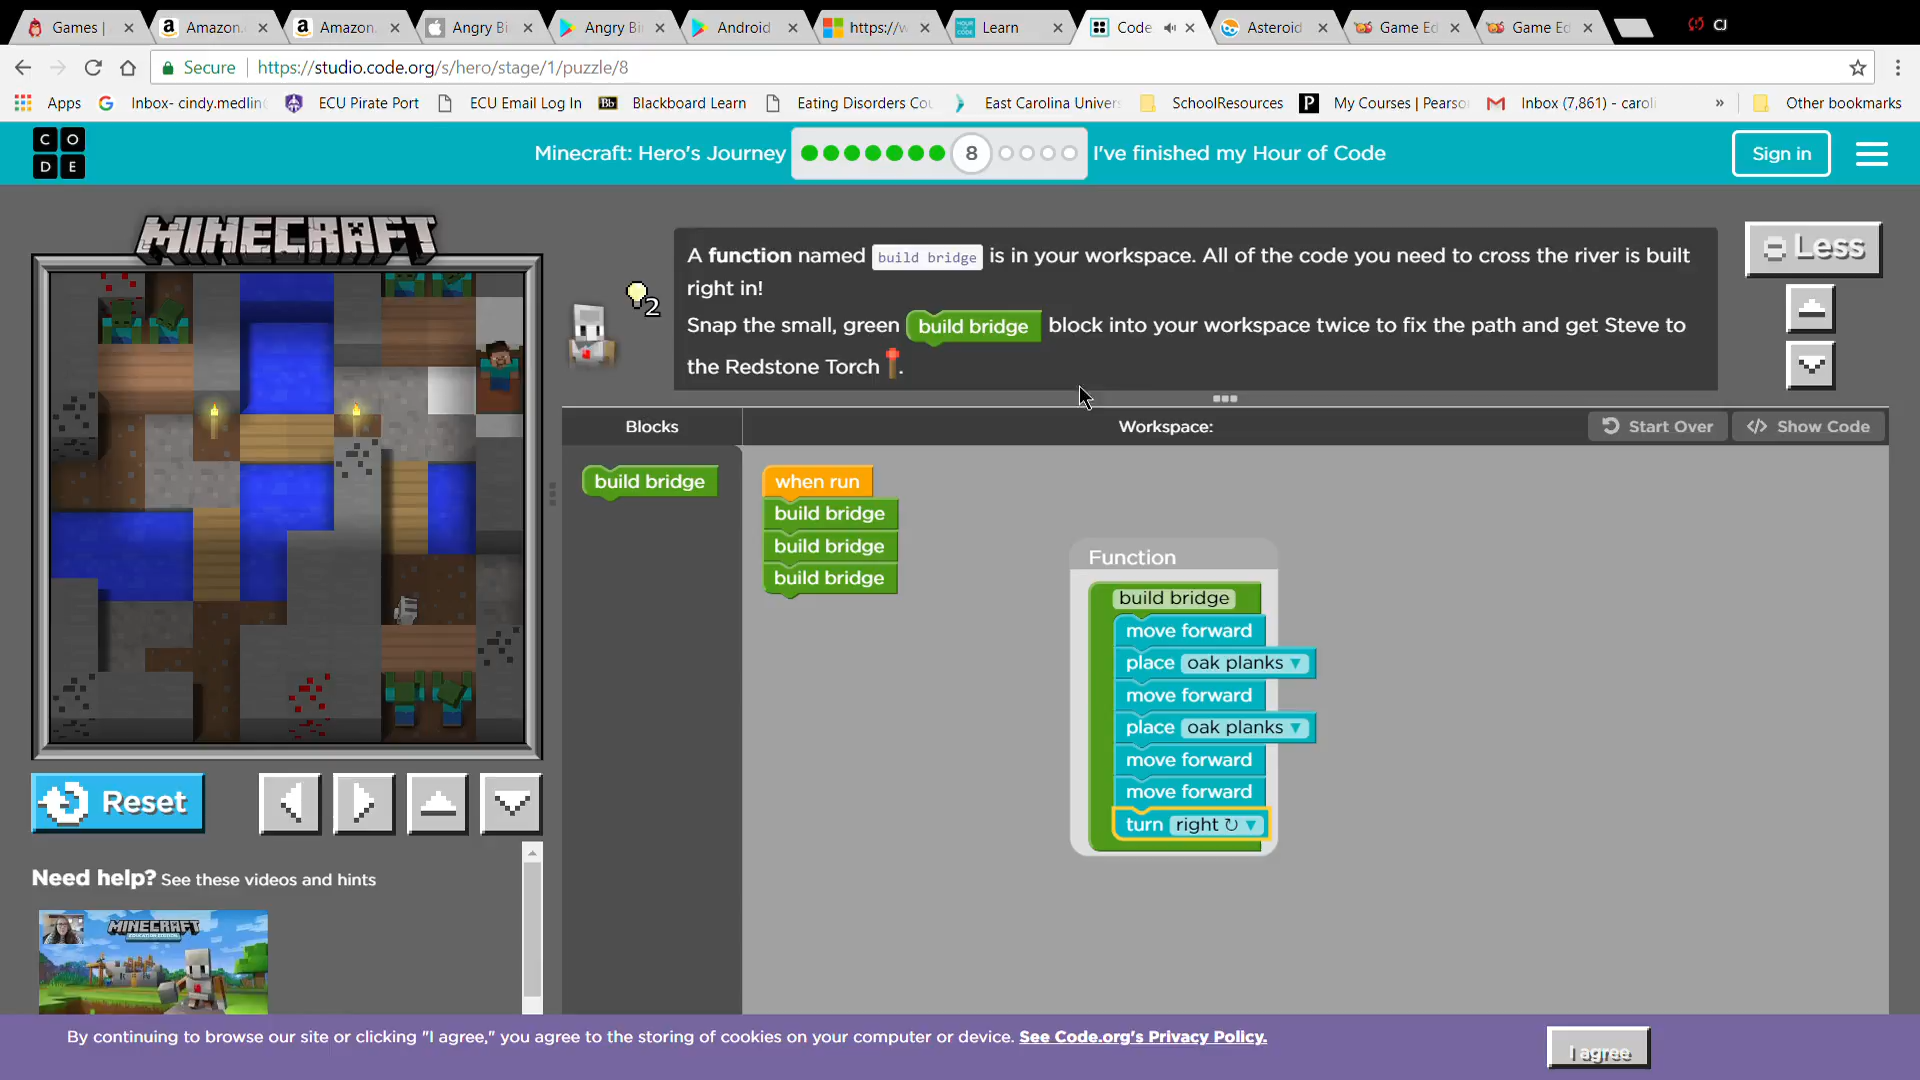 Games |
Amazon.
Amazon.
Angry Bi
Angry Bir
Android
https://w
Learn
Code
Asteroid
Game Ed
Game Ed
CJ
Secure
https://studio.code.org/s/hero/stage/1/puzzle/8
Apps
Inbox- cindy.medlin
ECU Pirate Port
ECU Email Log In
Bb
Blackboard Learn
Eating Disorders Cou
East Carolina Univers
SchoolResources
P
My Courses | Pearso
Inbox (7,861) - caroli
»
Other bookmarks
C O
D E
Minecraft: Hero's Journey
8
I've finished my Hour of Code
Sign in
MINECRAFT
2
A function named build bridge is in your workspace. All of the code you need to cross the river is built
right in!
Snap the small, green build bridge block into your workspace twice to fix the path and get Steve to
the Redstone Torch .
Less
Blocks
Workspace:
Start Over
</> Show Code
build bridge
when run
build bridge
build bridge
build bridge
Function
build bridge
move forward
place oak planks
move forward
place oak planks
move forward
move forward
turn right ↻
Reset
Need help? See these videos and hints
MINECRAFT
By continuing to browse our site or clicking "I agree," you agree to the storing of cookies on your computer or device. See Code.org's Privacy Policy.
I agree